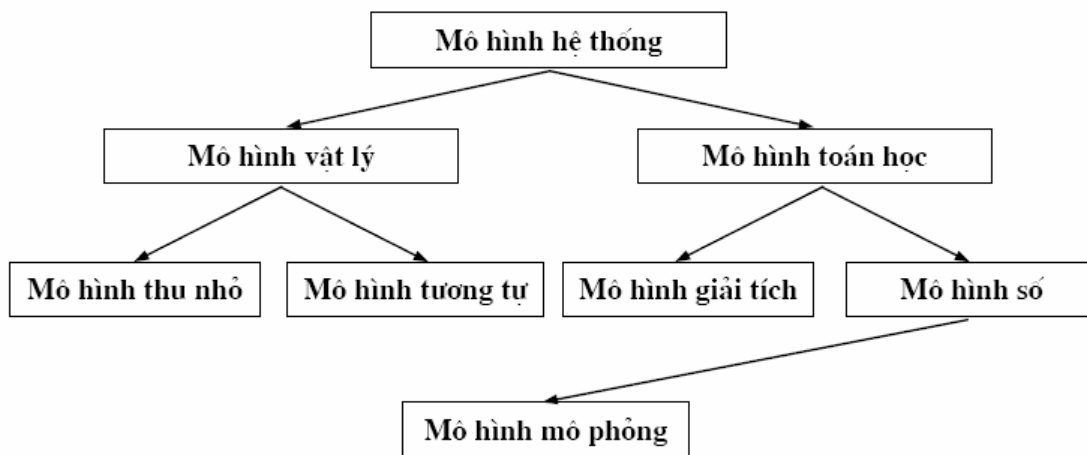 Mô hình hệ thống
Mô hình vật lý
Mô hình toán học
Mô hình thu nhỏ
Mô hình tương tự
Mô hình giải tích
Mô hình số
Mô hình mô phỏng